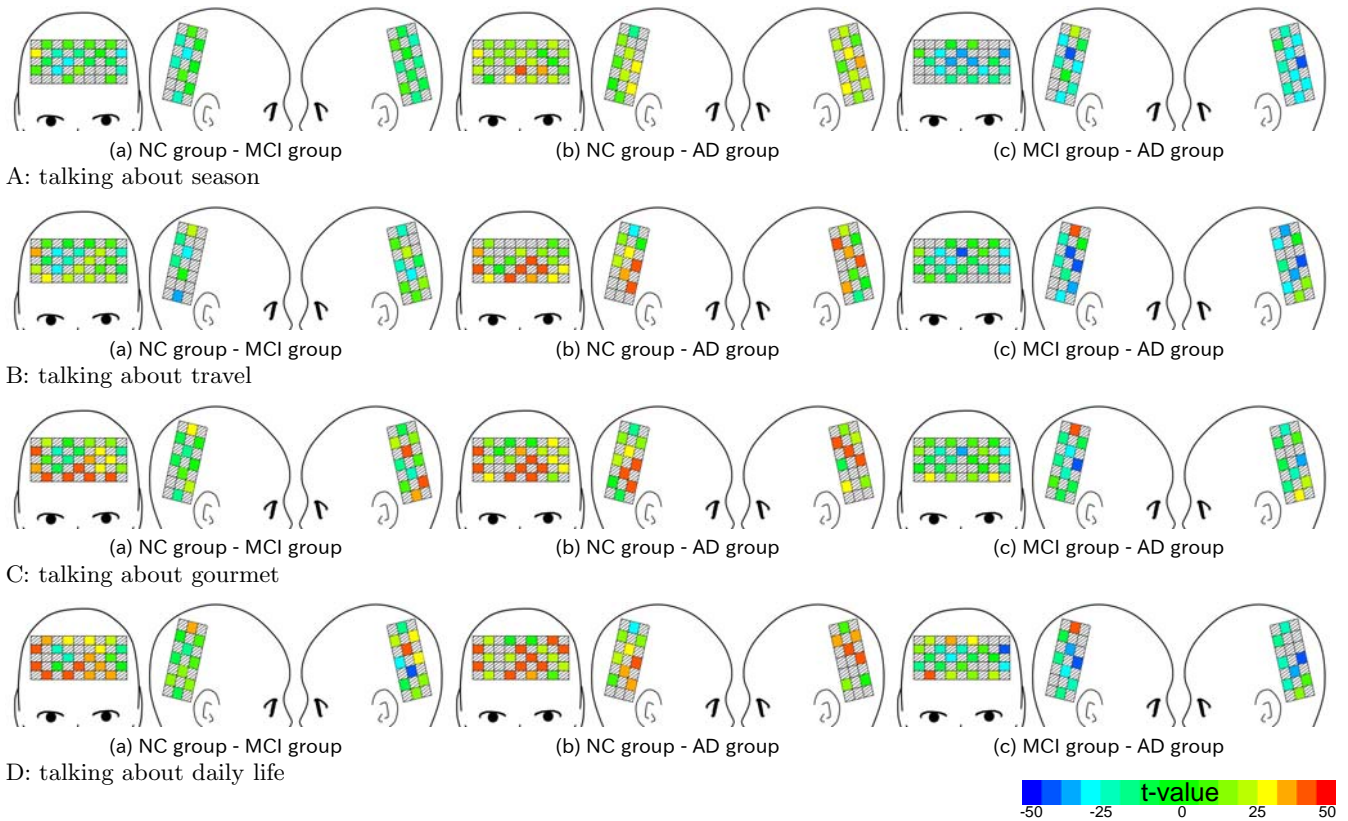 (a) NC group - MCI group (b) NC group - AD group (c) MCI group - AD group
A: talking about season
(a) NC group - MCI group (b) NC group - AD group (c) MCI group - AD group
B: talking about travel
(a) NC group - MCI group (b) NC group - AD group (c) MCI group - AD group
C: talking about gourmet
(a) NC group - MCI group (b) NC group - AD group (c) MCI group - AD group
D: talking about daily life
t-value
-50 -25 0 25 50